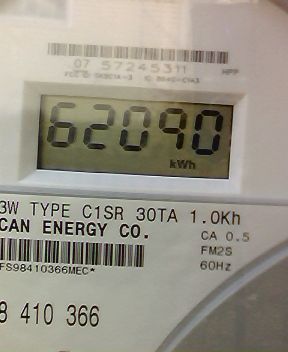 07 57245311
62090
kWh
3W TYPE C1SR 30TA 1.0Kh
CAN ENERGY CO.
CA 0.5
FM2S
60Hz
FS98410366MEC*
8 410 366